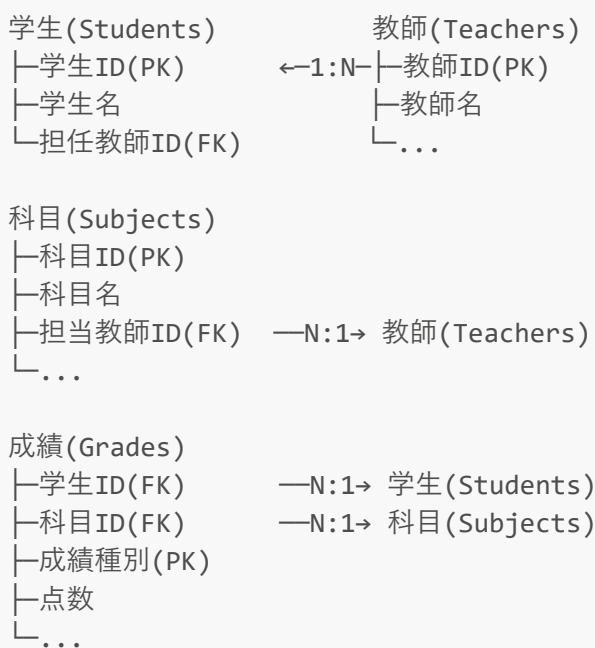 学生(Students)          教師(Teachers)
├─学生ID(PK)      ←─1:N─├─教師ID(PK)
├─学生名                ├─教師名
└─担任教師ID(FK)        └─...

科目(Subjects)
├─科目ID(PK)
├─科目名
├─担当教師ID(FK)  ──N:1→ 教師(Teachers)
└─...

成績(Grades)
├─学生ID(FK)      ──N:1→ 学生(Students)
├─科目ID(FK)      ──N:1→ 科目(Subjects)
├─成績種別(PK)
├─点数
└─...